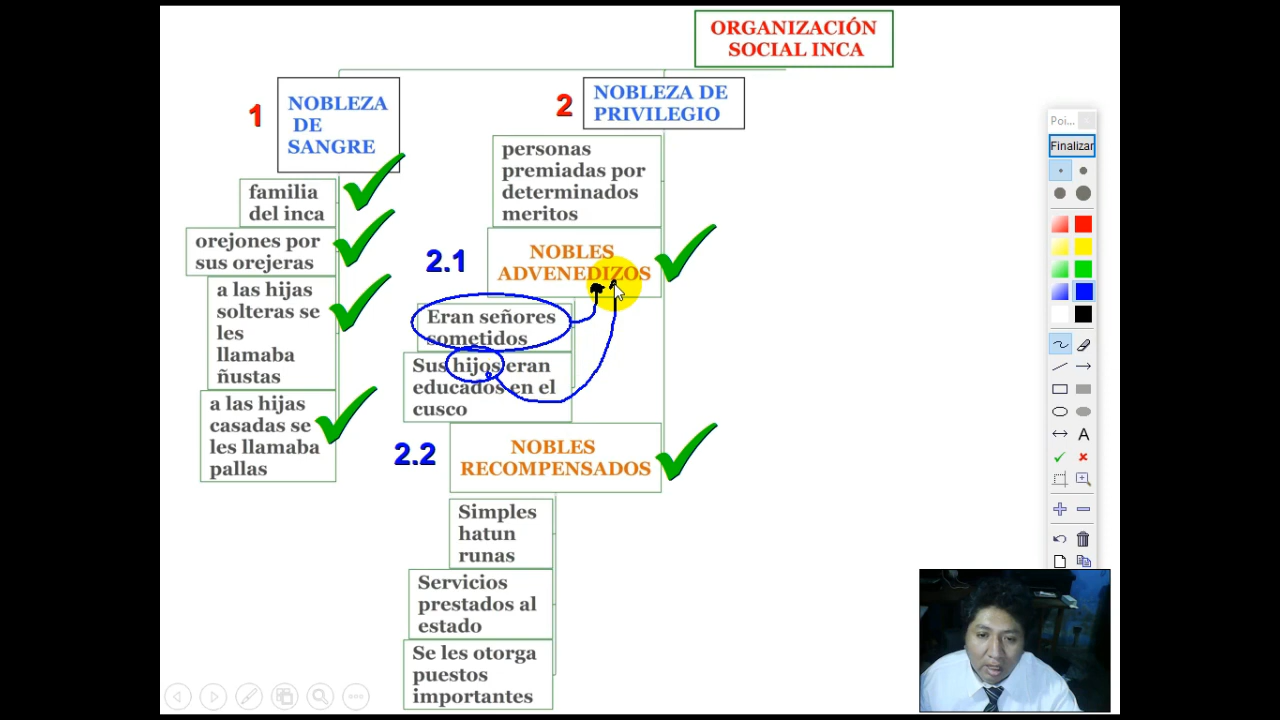 ORGANIZACIÓN
SOCIAL INCA
1
NOBLEZA
DE
SANGRE
familia
del inca
orejones por
sus orejeras
a las hijas
solteras se
les
llamaba
ñustas
a las hijas
casadas se
les llamaba
pallas
2
NOBLEZA DE
PRIVILEGIO
personas
premiadas por
determinados
meritos
2.1
NOBLES
ADVENEDIZOS
Eran señores
sometidos
Sus hijos eran
educados en el
cusco
2.2
NOBLES
RECOMPENSADOS
Simples
hatun
runas
Servicios
prestados al
estado
Se les otorga
puestos
importantes
Poi...
Finalizar
A